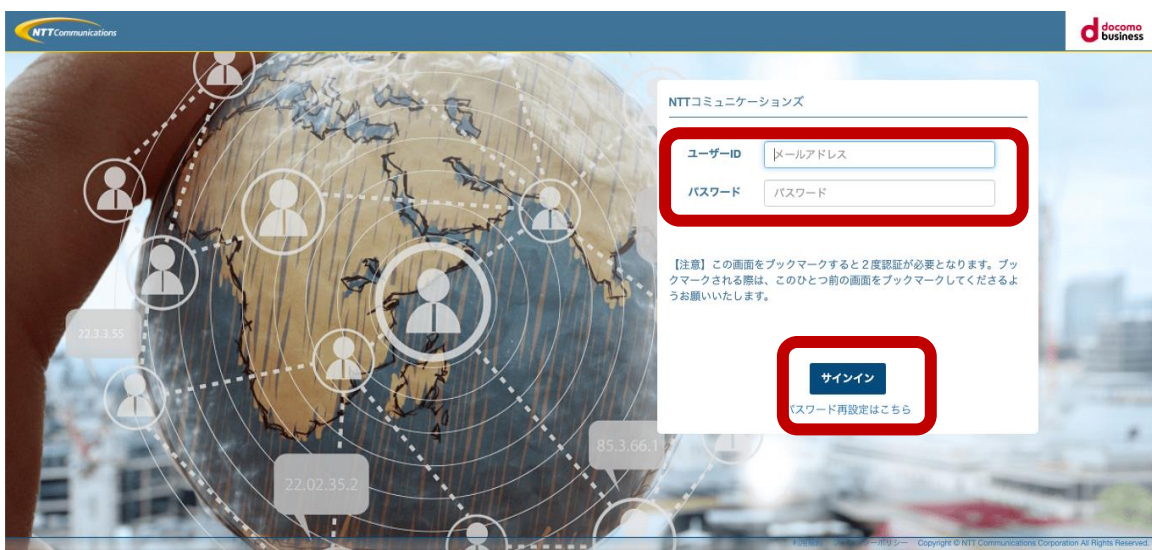 NTT Communications
docomo
business
NTTコミュニケーションズ
ユーザーID
メールアドレス
パスワード
パスワード
【注意】この画面をブックマークすると２度認証が必要となります。ブッ
クマークされる際は、このひとつ前の画面をブックマークしてくださるよ
うお願いいたします。
22.3.3.55
サインイン
パスワード再設定はこちら
85.3.66.1
22.02.35.2
Copyright © NTT Communications Corporation All Rights Reserved.